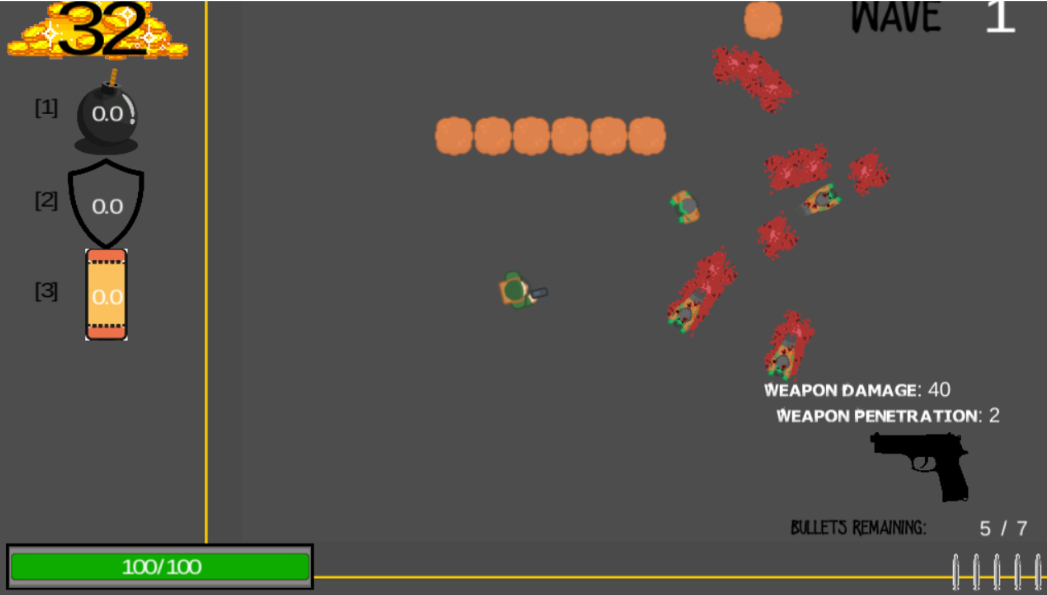 32
WAVE 1
[1] 0.0
[2] 0.0
[3] 0.0
WEAPON DAMAGE: 40
WEAPON PENETRATION: 2
BULLETS REMAINING: 5 / 7
100/100